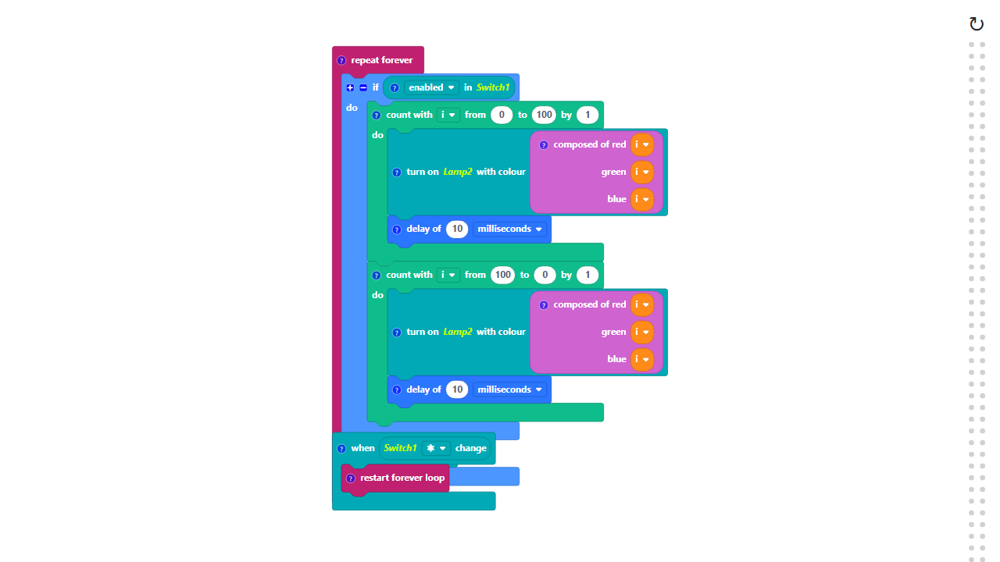 repeat forever
if enabled in Switch1
do
count with i from 0 to 100 by 1
do
composed of red i
turn on Lamp2 with colour green i
blue i
delay of 10 milliseconds
count with i from 100 to 0 by 1
do
composed of red i
turn on Lamp2 with colour green i
blue i
delay of 10 milliseconds
when Switch1 ✱ change
restart forever loop